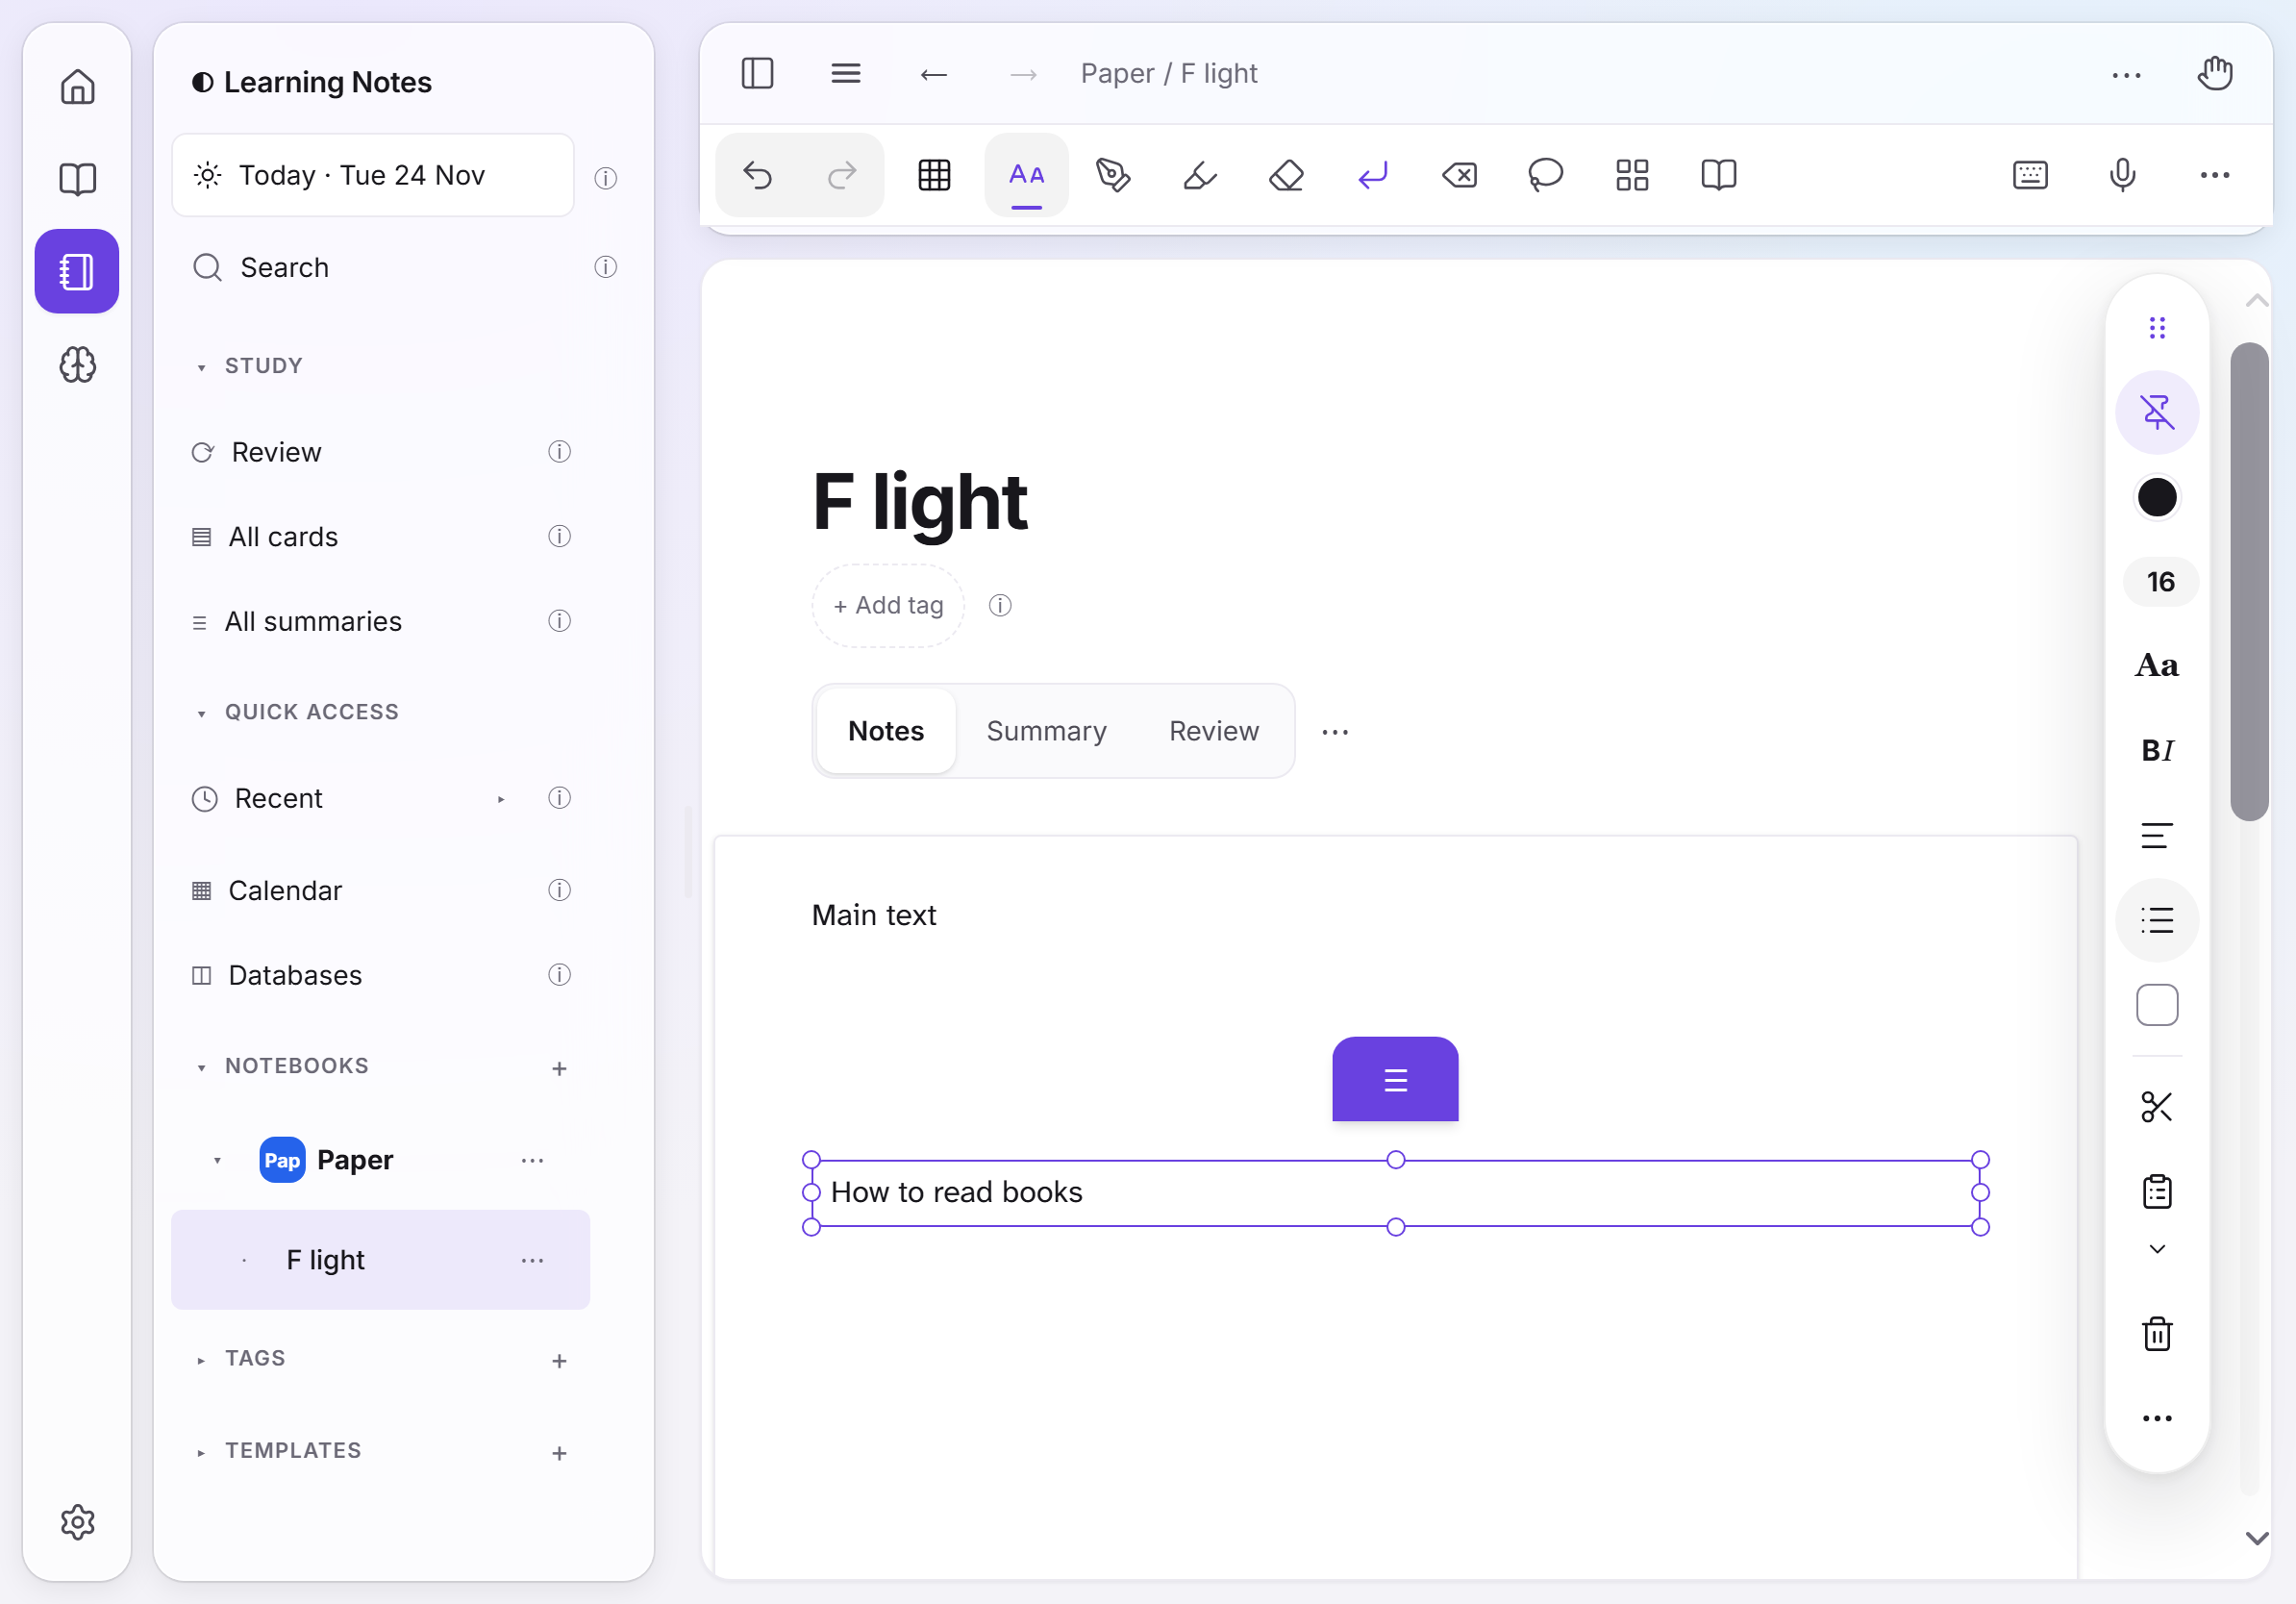 Learning Notes
Today · Tue 24 Nov
Search
STUDY
Review
All cards
All summaries
QUICK ACCESS
Recent
Calendar
Databases
NOTEBOOKS
Pap Paper
F light
TAGS
TEMPLATES
Paper / F light
AA
F light
+ Add tag
Notes Summary Review
Main text
How to read books
16
Aa
BI